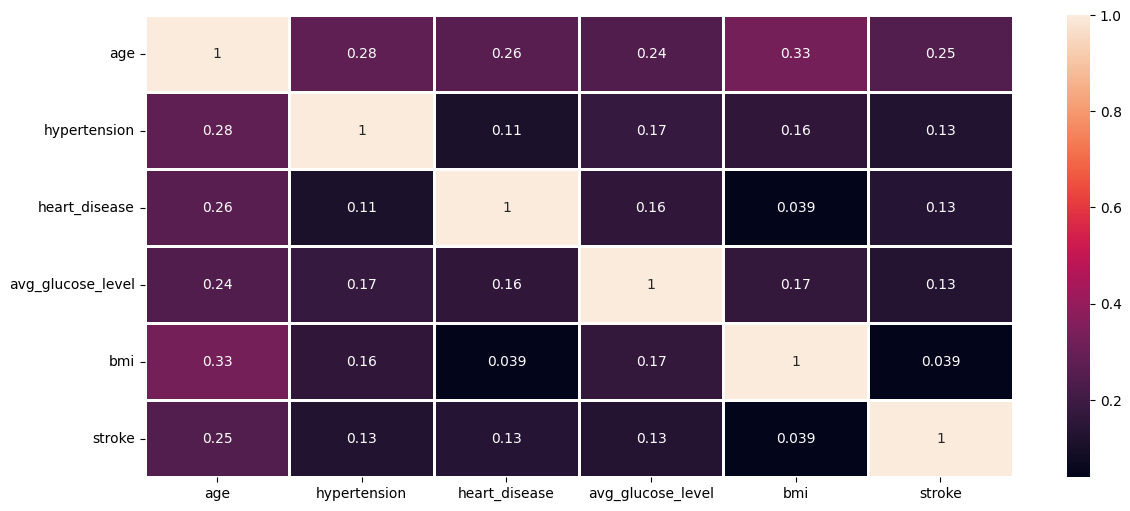 1.0
age 1 0.28 0.26 0.24 0.33 0.25
0.8
hypertension 0.28 1 0.11 0.17 0.16 0.13
heart_disease 0.26 0.11 1 0.16 0.039 0.13
0.6
avg_glucose_level 0.24 0.17 0.16 1 0.17 0.13
0.4
bmi 0.33 0.16 0.039 0.17 1 0.039
0.2
stroke 0.25 0.13 0.13 0.13 0.039 1
age hypertension heart_disease avg_glucose_level bmi stroke